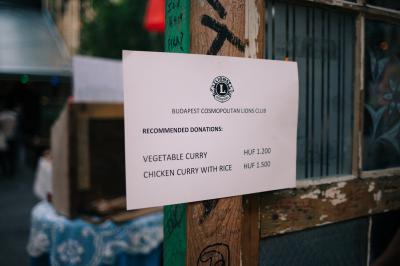 L
BUDAPEST COSMOPOLITAN LIONS CLUB
RECOMMENDED DONATIONS:
VEGETABLE CURRY HUF 1.200
CHICKEN CURRY WITH RICE HUF 1.500